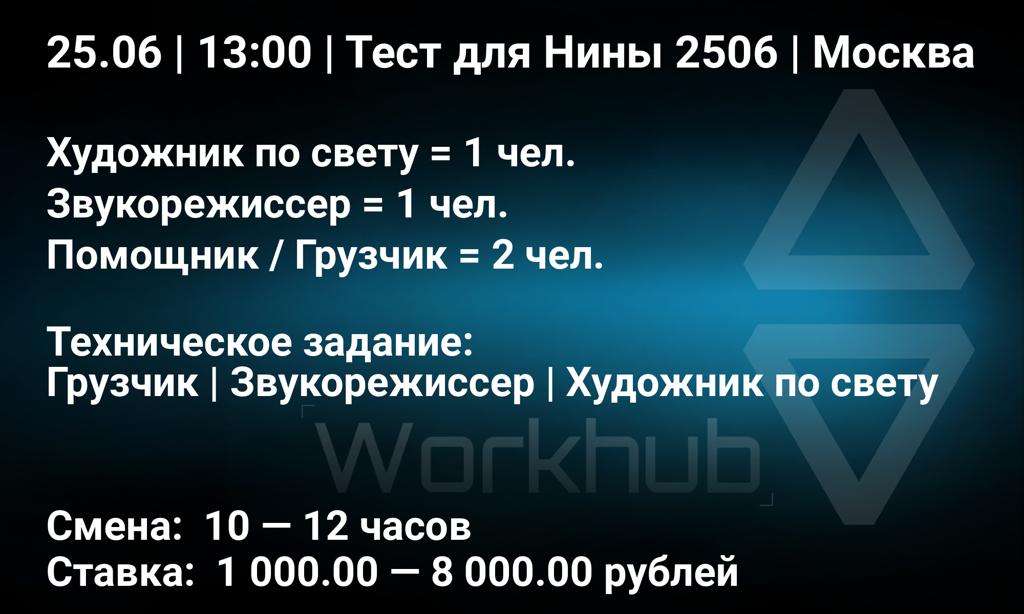 25.06 | 13:00 | Тест для Нины 2506 | Москва
Художник по свету = 1 чел.
Звукорежиссер = 1 чел.
Помощник / Грузчик = 2 чел.
Техническое задание:
Грузчик | Звукорежиссер | Художник по свету
Workhub
Смена: 10 — 12 часов
Ставка: 1 000.00 — 8 000.00 рублей